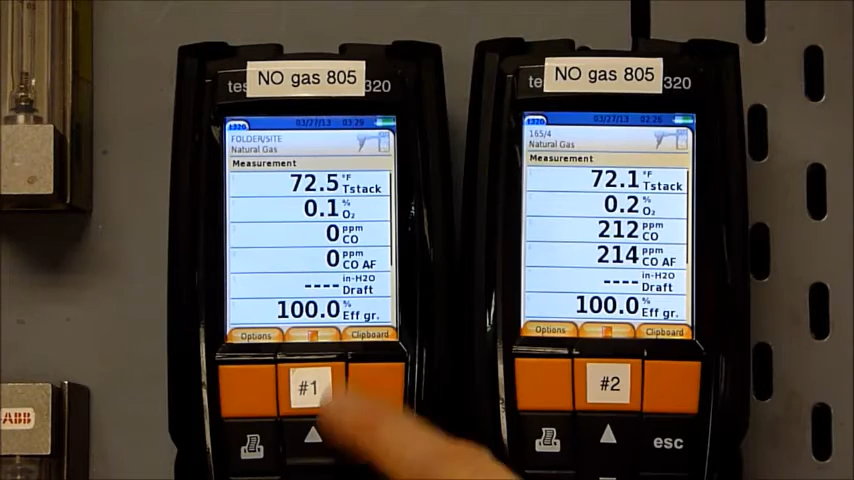 NO gas 805
tes 320
t320 03/27/13 03:29
FOLDER/SITE
Natural Gas
Measurement
72.5 °F Tstack
0.1 % O₂
0 ppm CO
0 ppm CO AF
---- in-H2O Draft
100.0 % Eff gr.
Options Clipboard
#1
NO gas 805
tes 320
t320 03/27/13 02:26
165/4
Natural Gas
Measurement
72.1 °F Tstack
0.2 % O₂
212 ppm CO
214 ppm CO AF
---- in-H2O Draft
100.0 % Eff gr.
Options Clipboard
#2
esc
ABB